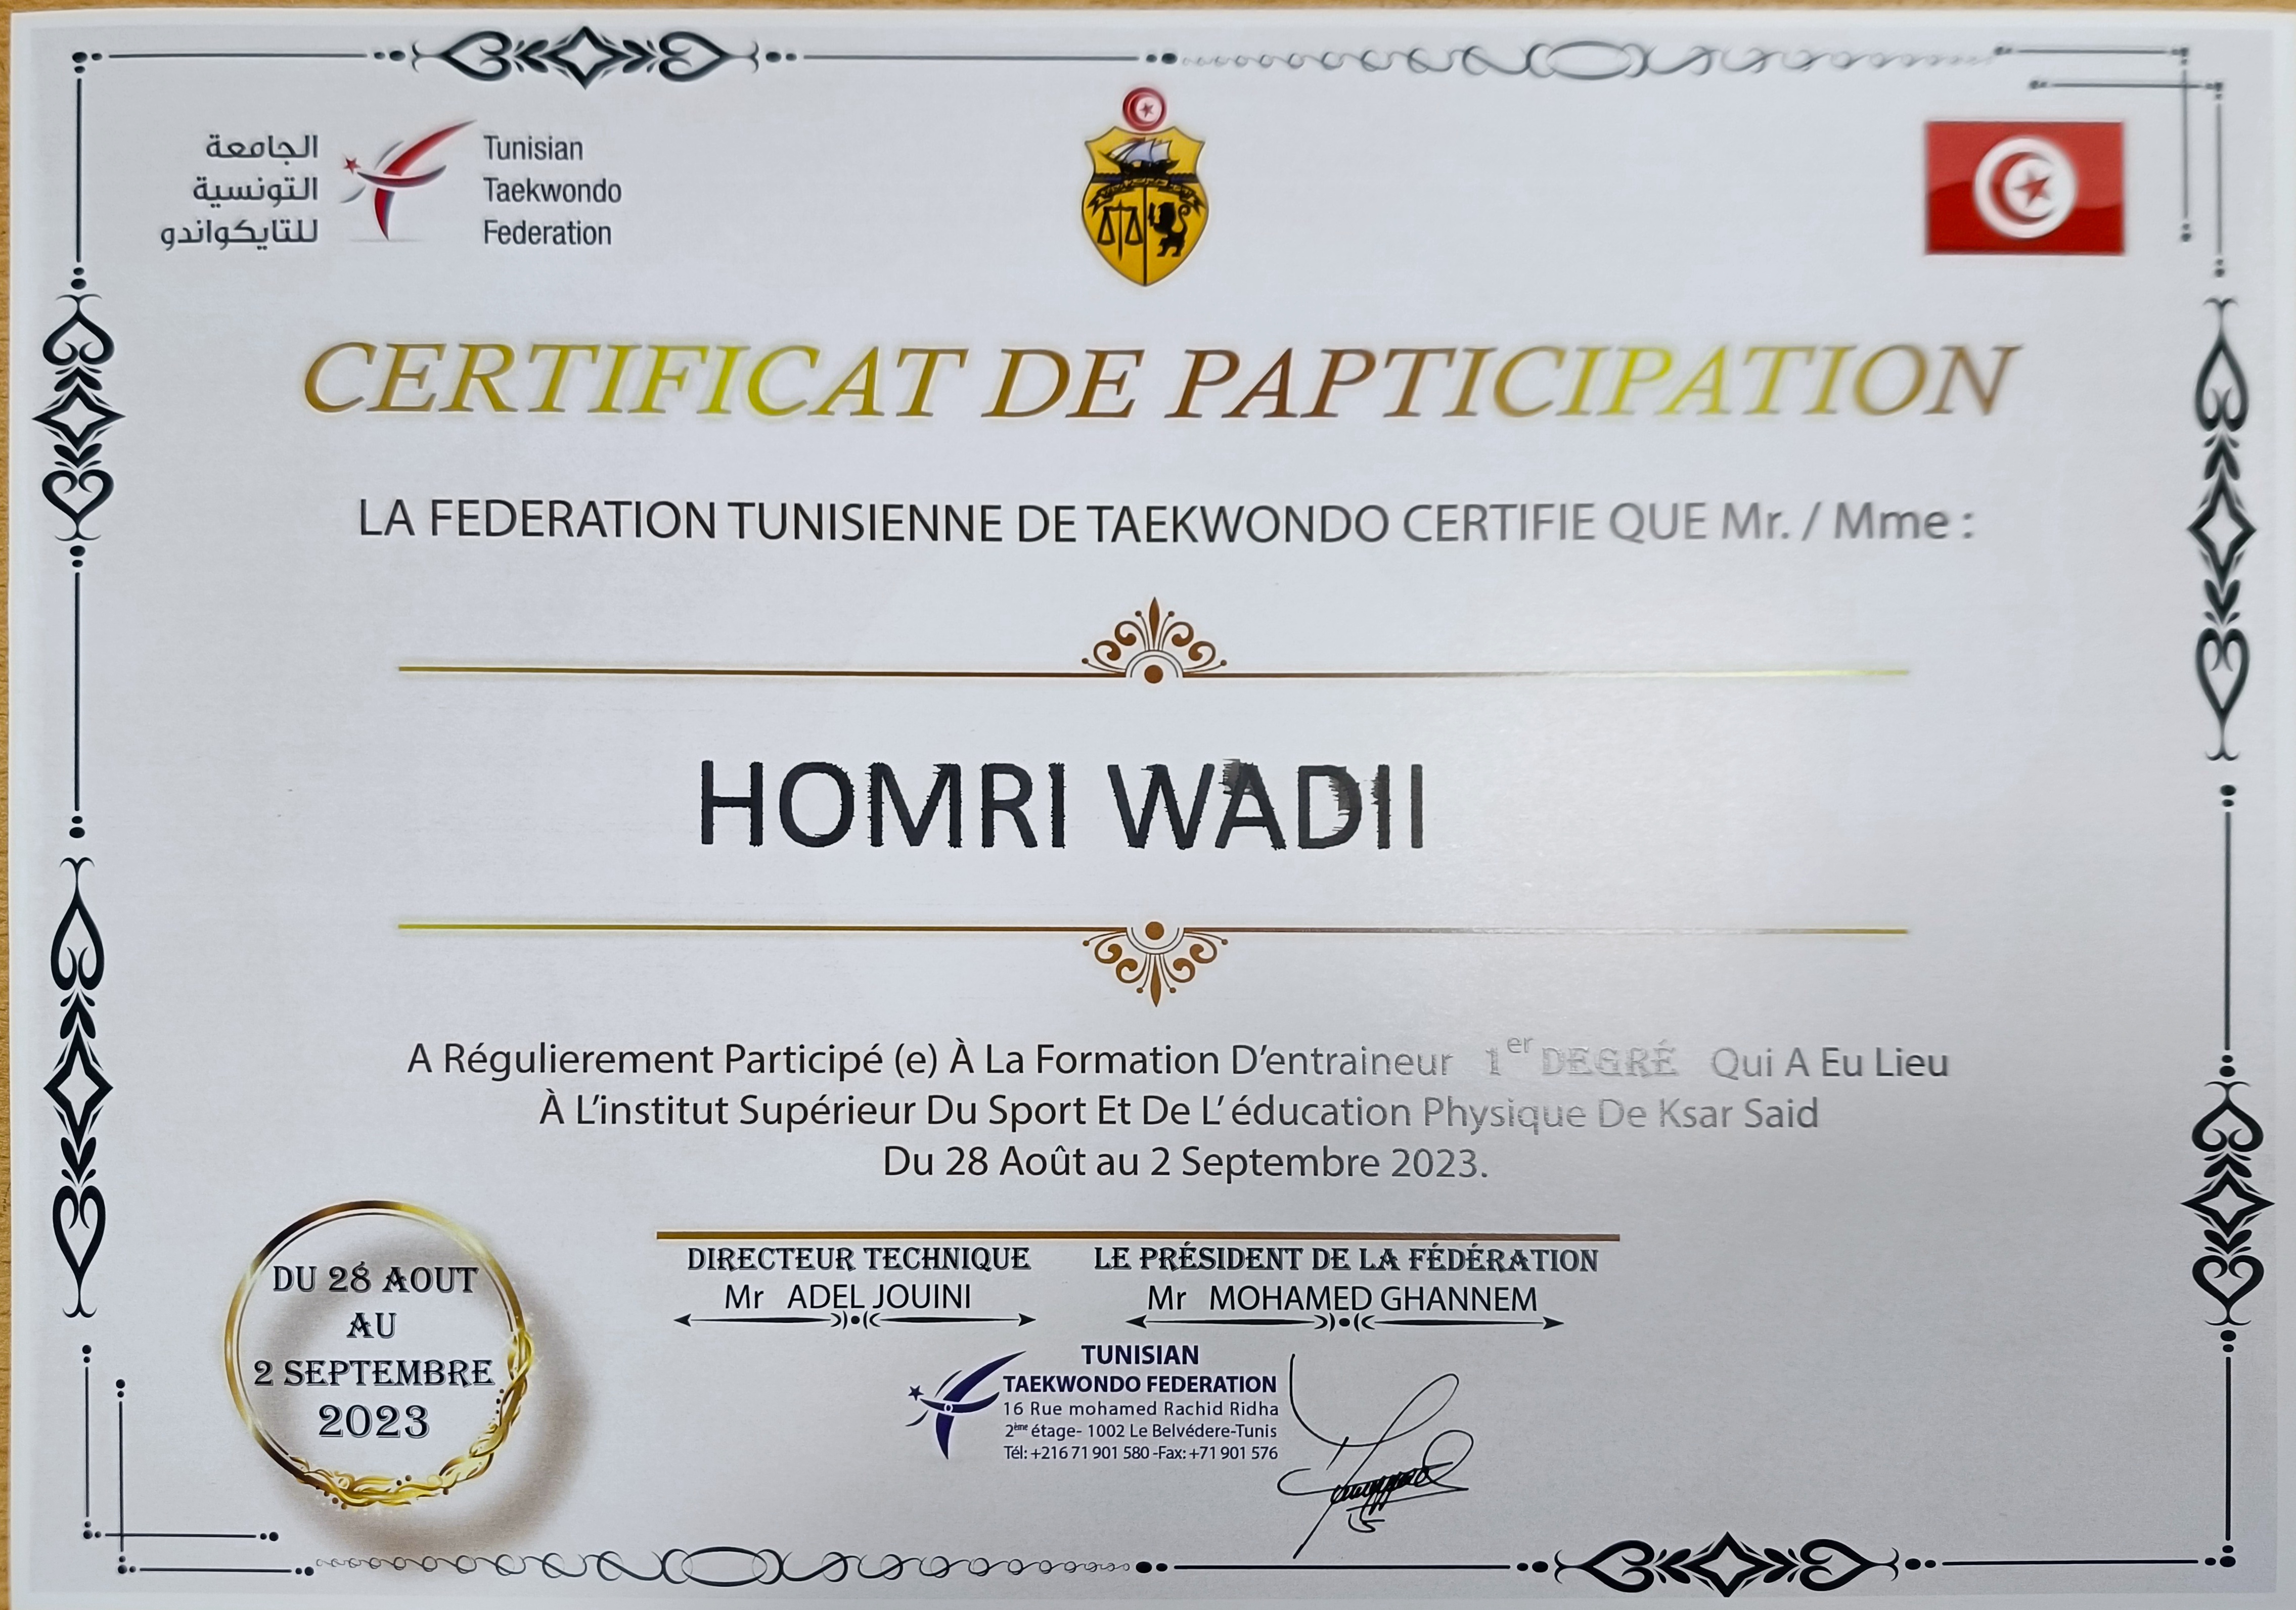 الجامعة
التونسية
للتايكواندو
Tunisian
Taekwondo
Federation
CERTIFICAT DE PAPTICIPATION
LA FEDERATION TUNISIENNE DE TAEKWONDO CERTIFIE QUE Mr. / Mme :
HOMRI WADII
A Régulierement Participé (e) À La Formation D'entraineur 1er DEGRÉ Qui A Eu Lieu
À L'institut Supérieur Du Sport Et De L' éducation Physique De Ksar Said
Du 28 Août au 2 Septembre 2023.
DU 28 AOUT
AU
2 SEPTEMBRE
2023
DIRECTEUR TECHNIQUE
Mr ADEL JOUINI
LE PRÉSIDENT DE LA FÉDÉRATION
Mr MOHAMED GHANNEM
TUNISIAN
TAEKWONDO FEDERATION
16 Rue mohamed Rachid Ridha
2ème étage- 1002 Le Belvédere-Tunis
Tél: +216 71 901 580 -Fax: +71 901 576